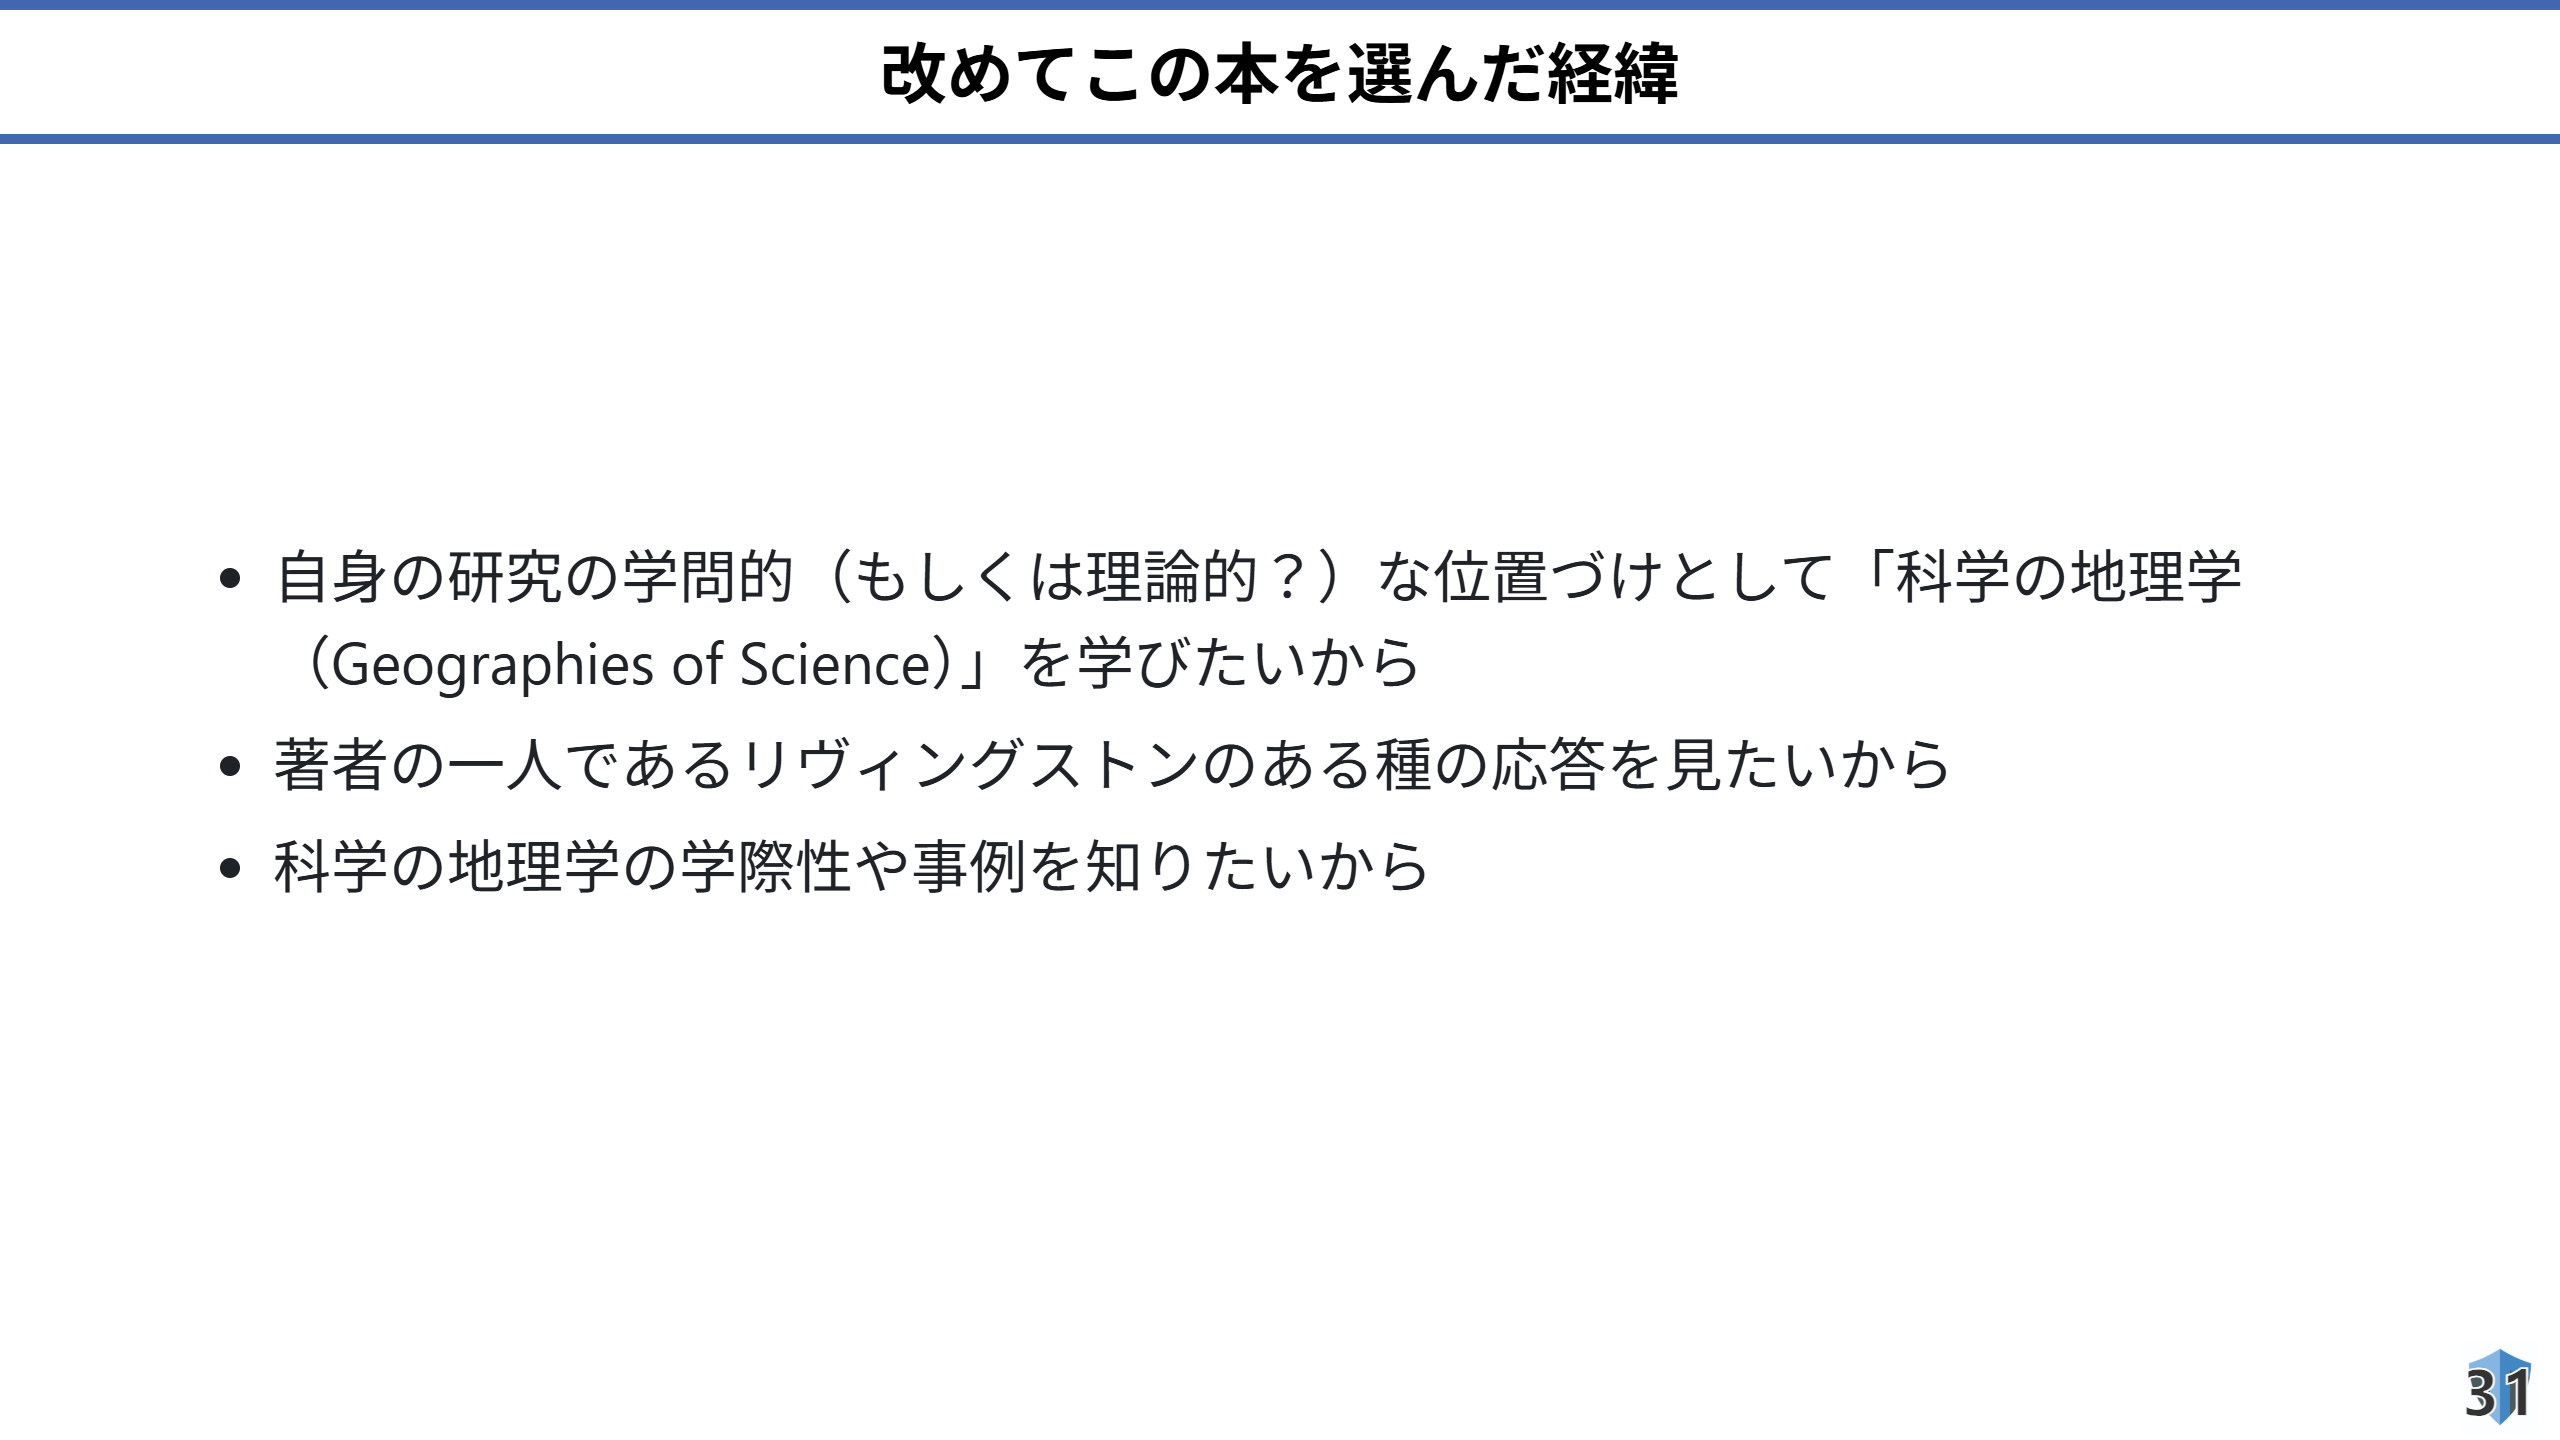 改めてこの本を選んだ経緯
• 自身の研究の学問的（もしくは理論的？）な位置づけとして「科学の地理学
（Geographies of Science）」を学びたいから
• 著者の一人であるリヴィングストンのある種の応答を見たいから
• 科学の地理学の学際性や事例を知りたいから
31